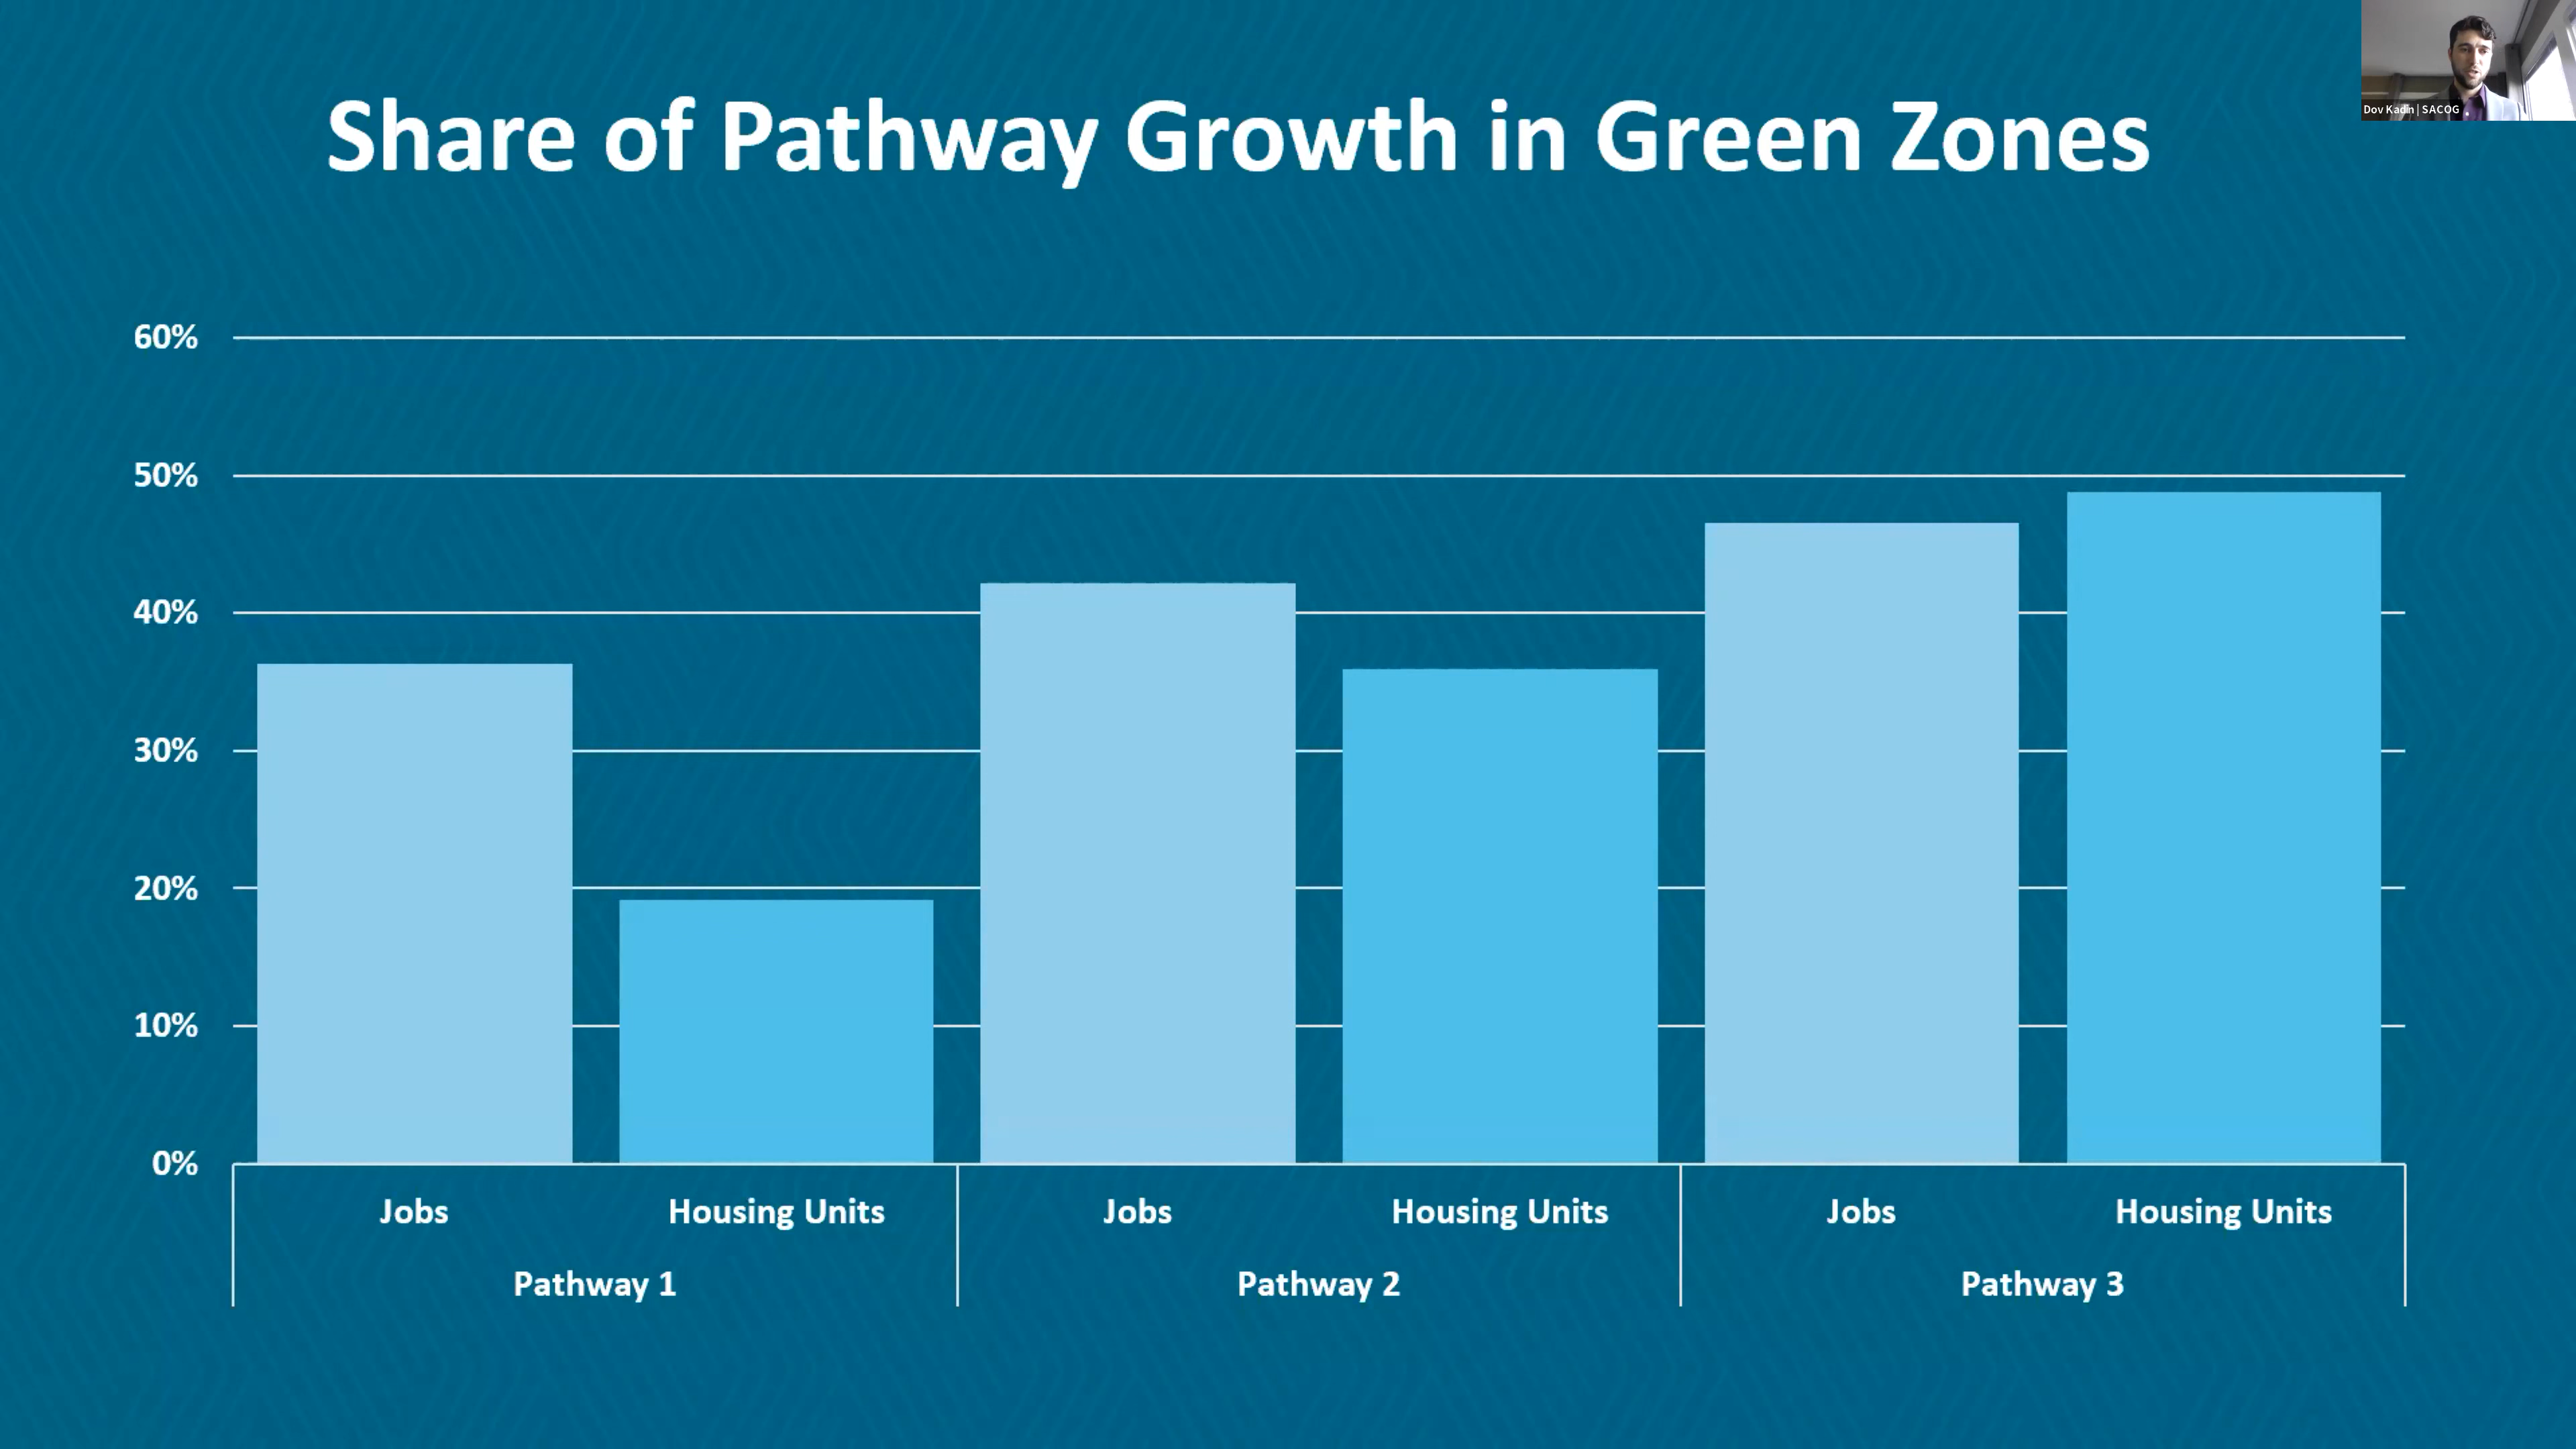 Dov Kadin | SACOG
Share of Pathway Growth in Green Zones
60%
50%
40%
30%
20%
10%
0%
Jobs
Housing Units
Jobs
Housing Units
Jobs
Housing Units
Pathway 1
Pathway 2
Pathway 3